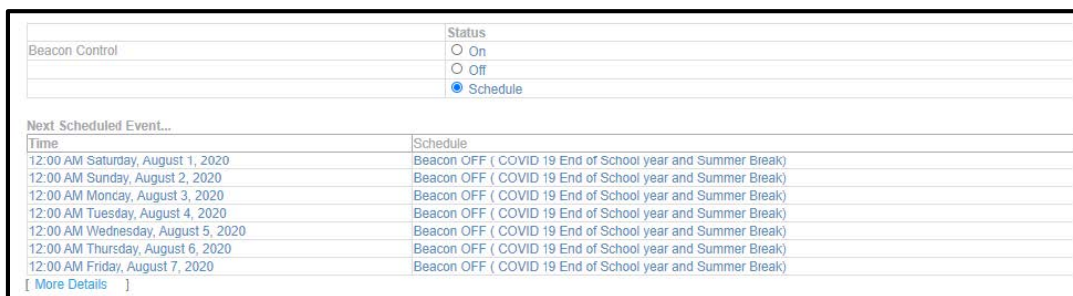 Status
Beacon Control On
Off
Schedule
Next Scheduled Event...
Time Schedule
12:00 AM Saturday, August 1, 2020 Beacon OFF ( COVID 19 End of School year and Summer Break)
12:00 AM Sunday, August 2, 2020 Beacon OFF ( COVID 19 End of School year and Summer Break)
12:00 AM Monday, August 3, 2020 Beacon OFF ( COVID 19 End of School year and Summer Break)
12:00 AM Tuesday, August 4, 2020 Beacon OFF ( COVID 19 End of School year and Summer Break)
12:00 AM Wednesday, August 5, 2020 Beacon OFF ( COVID 19 End of School year and Summer Break)
12:00 AM Thursday, August 6, 2020 Beacon OFF ( COVID 19 End of School year and Summer Break)
12:00 AM Friday, August 7, 2020 Beacon OFF ( COVID 19 End of School year and Summer Break)
[ More Details ]